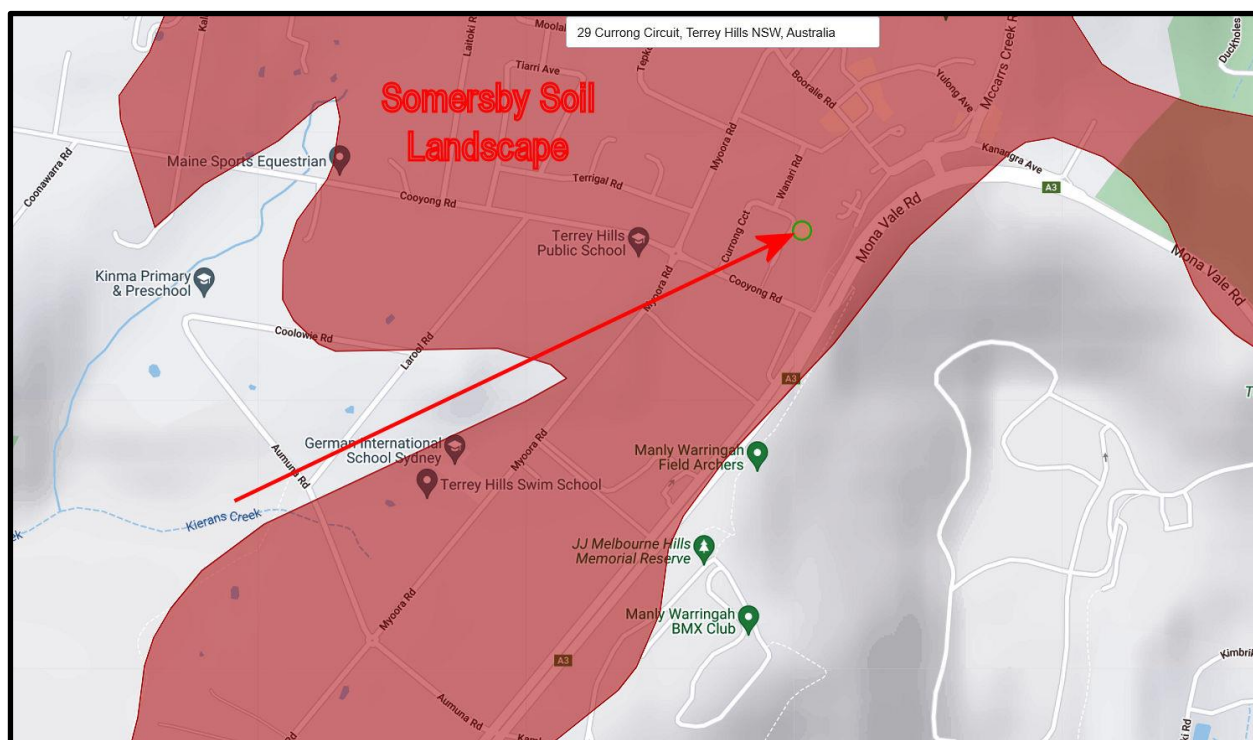 29 Currong Circuit, Terrey Hills NSW, Australia
Somersby Soil
Landscape
Laitoki Rd
Tiarri Ave
Booralie Rd
Yulong Ave
Mccarrs Creek R
Duckholes
Coonawarra Rd
Maine Sports Equestrian
Myoora Rd
Wanari Rd
Kanangra Ave
A3
Terrigal Rd
Cooyong Rd
Currong Cct
Mona Vale Rd
Terrey Hills
Public School
Mona Vale Rd
Kinma Primary
& Preschool
Myoora Rd
Cooyong Rd
Coolowie Rd
Larool Rd
A3
German International
School Sydney
Aumuna Rd
Myoora Rd
Manly Warringah
Field Archers
Terrey Hills Swim School
Kierans Creek
JJ Melbourne Hills
Memorial Reserve
Myoora Rd
Manly Warringah
BMX Club
A3
Aumuna Rd